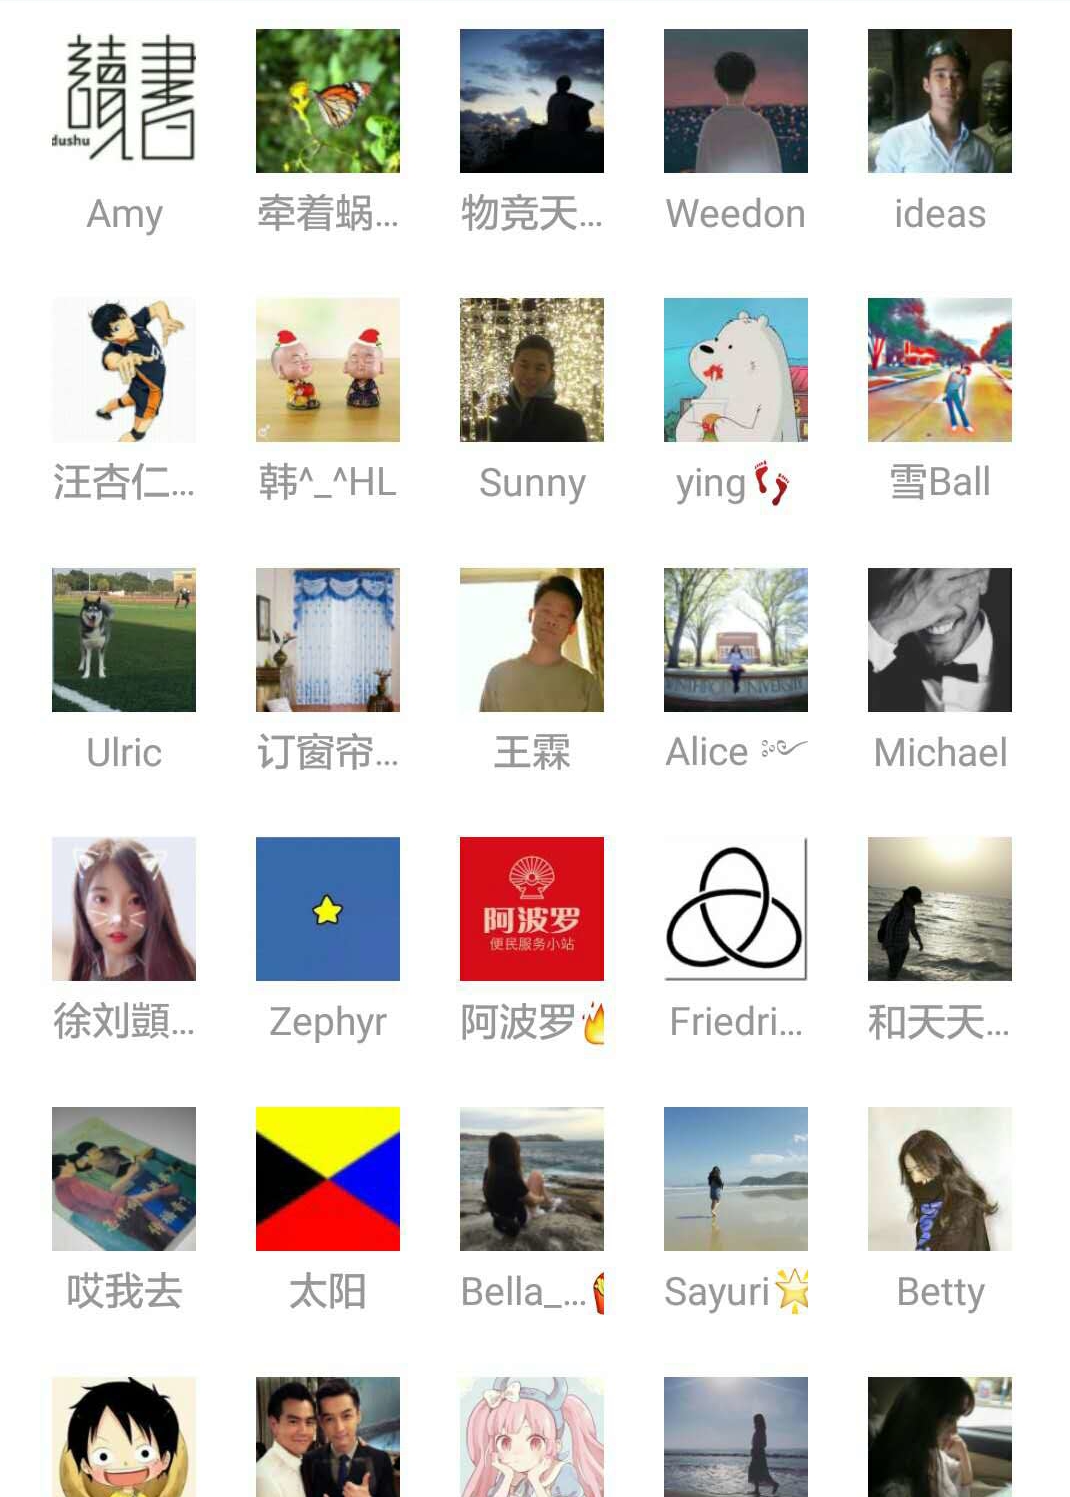 讀書
dushu
Amy
牵着蜗...
物竞天...
Weedon
ideas
汪杏仁...
韩^_^HL
Sunny
ying👣
雪Ball
Ulric
订窗帘...
王霖
WINTHROP UNIVERSITY
Alice
Michael
阿波罗
便民服务小站
徐刘顗...
Zephyr
阿波罗🔥
Friedri...
和天天...
哎我去
太阳
Bella_...🍟
Sayuri🌟
Betty